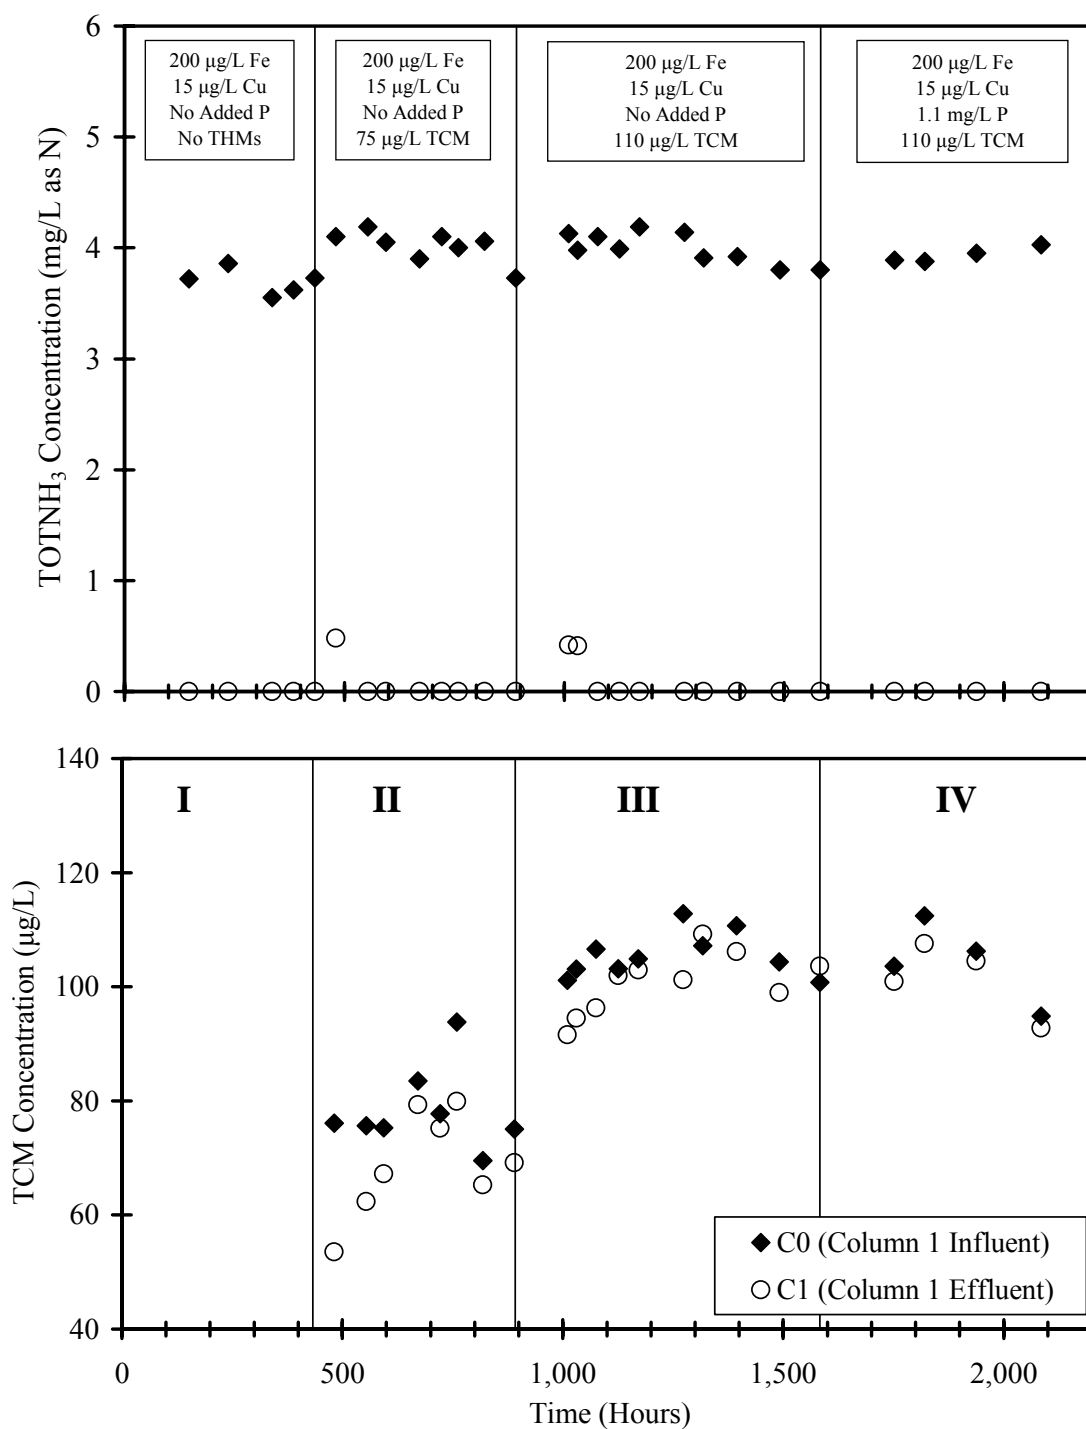 6
5
4
3
2
1
0
TOTNH₃ Concentration (mg/L as N)
200 μg/L Fe
15 μg/L Cu
No Added P
No THMs
200 μg/L Fe
15 μg/L Cu
No Added P
75 μg/L TCM
200 μg/L Fe
15 μg/L Cu
No Added P
110 μg/L TCM
200 μg/L Fe
15 μg/L Cu
1.1 mg/L P
110 μg/L TCM
140
120
100
80
60
40
TCM Concentration (μg/L)
I
II
III
IV
C0 (Column 1 Influent)
C1 (Column 1 Effluent)
0
500
1,000
1,500
2,000
Time (Hours)